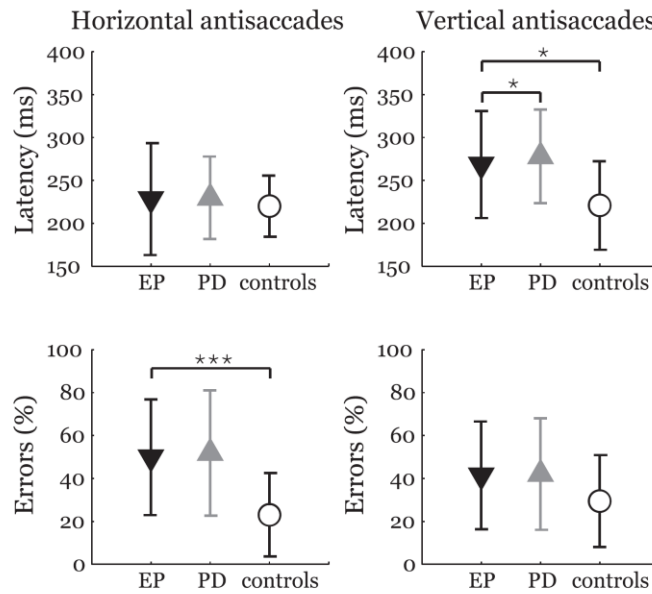 Horizontal antisaccades
Vertical antisaccades
Latency (ms)
400
350
300
250
200
150
EP PD controls
Latency (ms)
400
350
300
250
200
150
*
*
EP PD controls
Errors (%)
100
80
60
40
20
0
***
EP PD controls
Errors (%)
100
80
60
40
20
0
EP PD controls